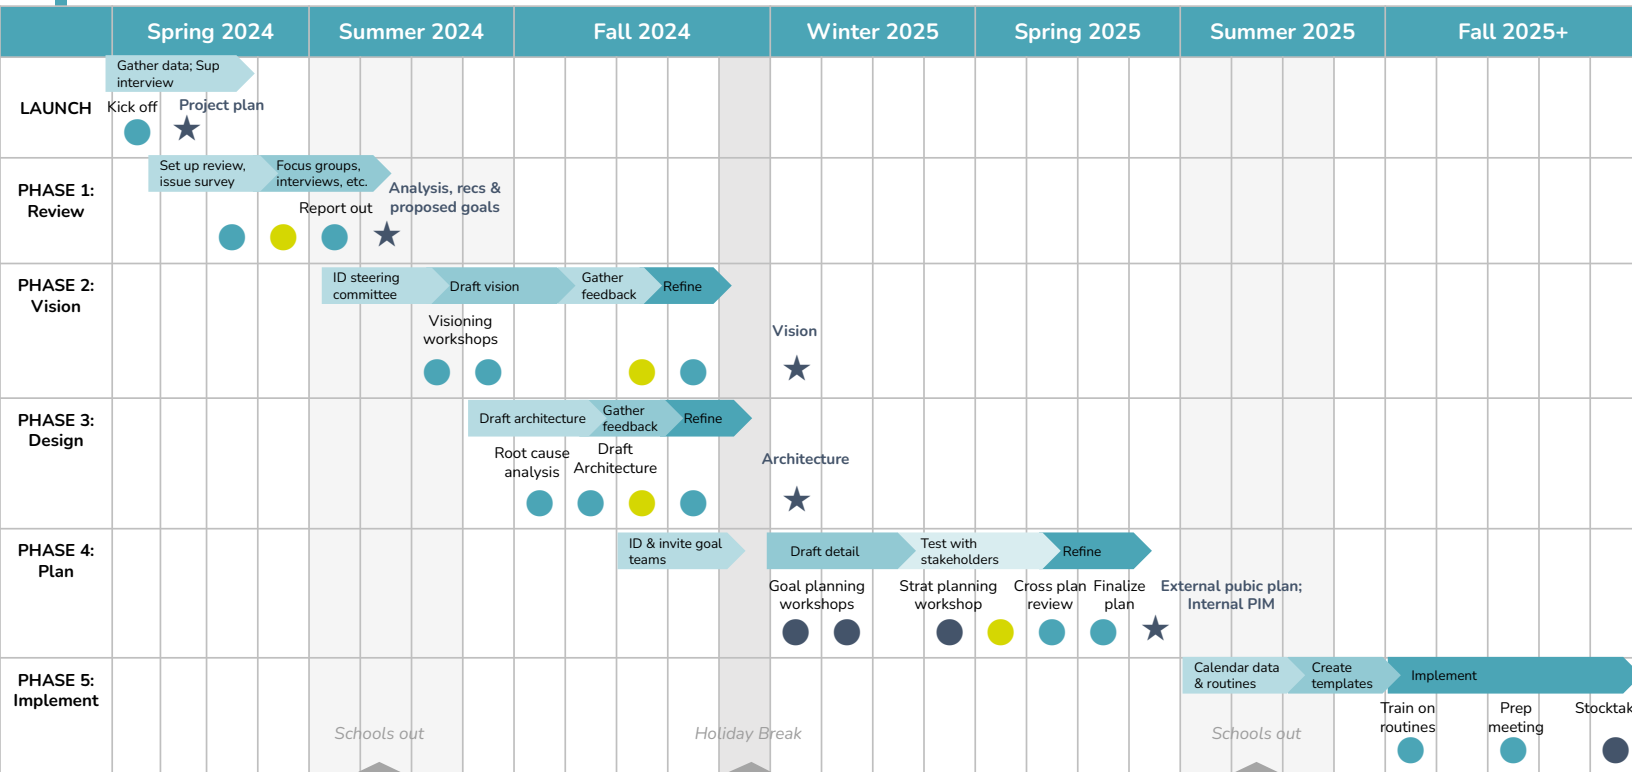 Spring 2024
Summer 2024
Fall 2024
Winter 2025
Spring 2025
Summer 2025
Fall 2025+
LAUNCH
Gather data; Sup
interview
Kick off
Project plan
PHASE 1:
Review
Set up review,
issue survey
Focus groups,
interviews, etc.
Report out
Analysis, recs &
proposed goals
PHASE 2:
Vision
ID steering
committee
Draft vision
Gather
feedback
Refine
Visioning
workshops
Vision
PHASE 3:
Design
Draft architecture
Gather
feedback
Refine
Root cause
analysis
Draft
Architecture
Architecture
PHASE 4:
Plan
ID & invite goal
teams
Draft detail
Test with
stakeholders
Refine
Goal planning
workshops
Strat planning
workshop
Cross plan
review
Finalize
plan
External pubic plan;
Internal PIM
PHASE 5:
Implement
Calendar data
& routines
Create
templates
Implement
Train on
routines
Prep
meeting
Stocktak
Schools out
Holiday Break
Schools out